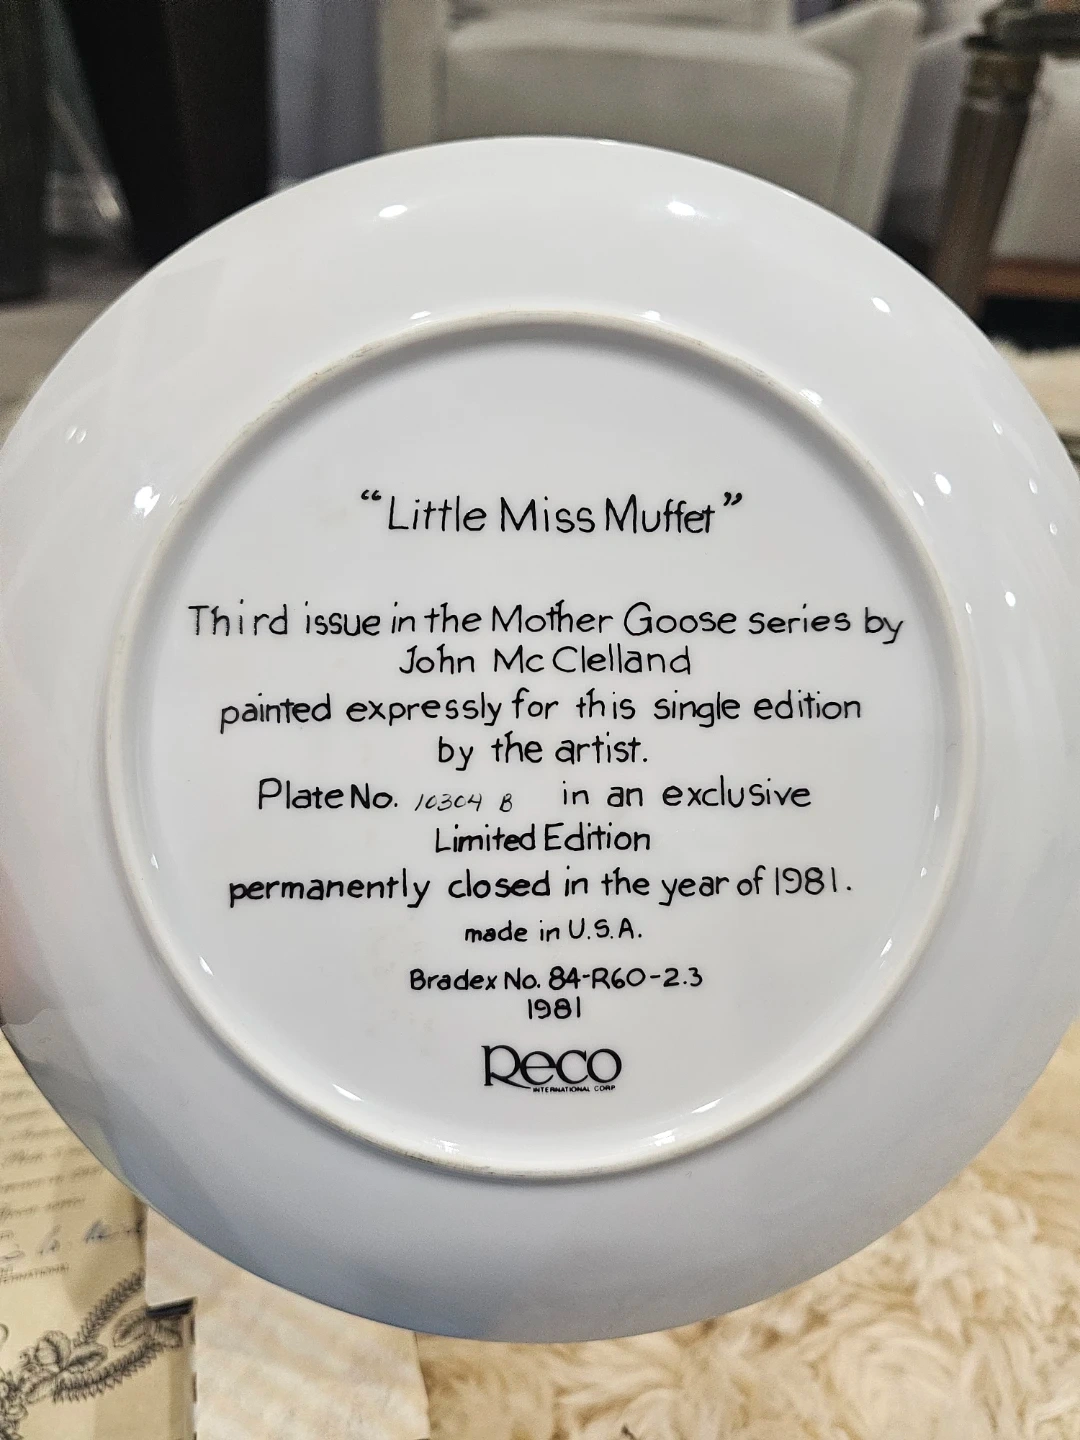 “Little Miss Muffet”
Third issue in the Mother Goose series by
John McClelland
painted expressly for this single edition
by the artist.
Plate No. 10304 B in an exclusive
Limited Edition
permanently closed in the year of 1981.
made in U.S.A.
Bradex No. 84-R60-2.3
1981
Reco
INTERNATIONAL CORP